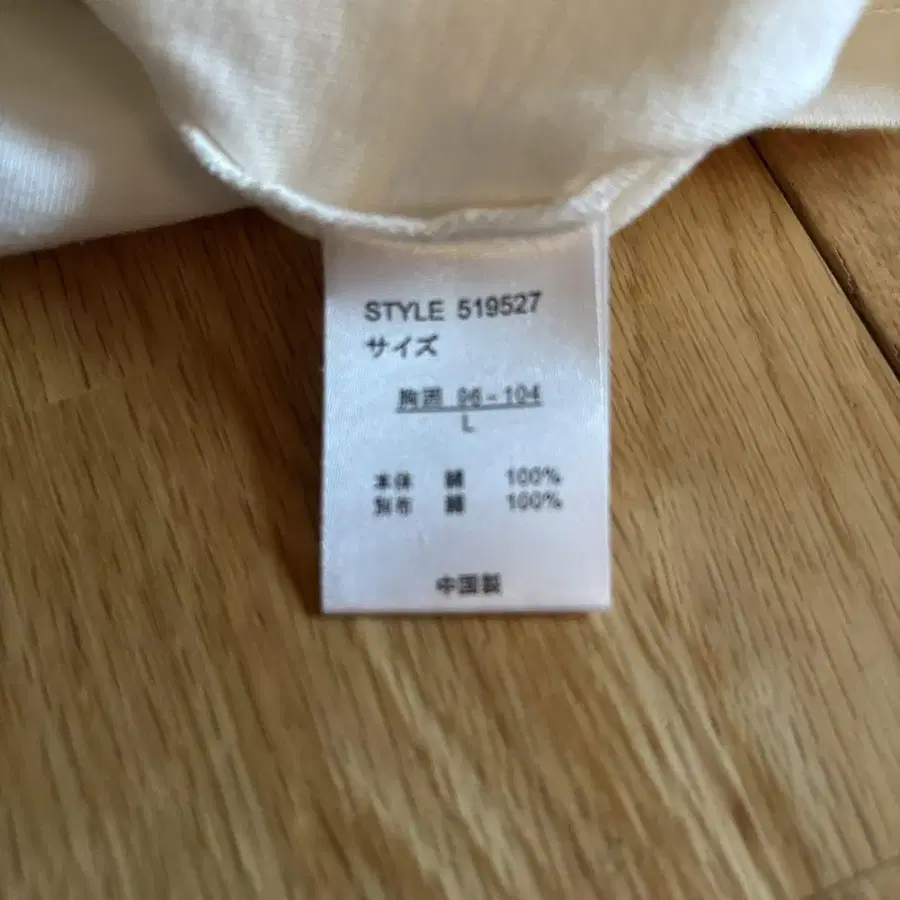 STYLE 519527
サイズ
胸囲 96-104
L
本体 綿 100%
別布 綿 100%
中国製